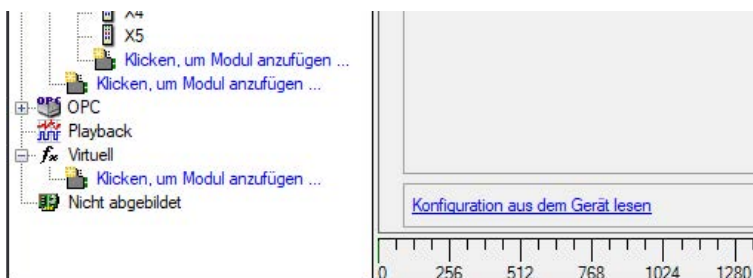 X4
X5
Klicken, um Modul anzufügen ...
Klicken, um Modul anzufügen ...
OPC
Playback
Virtuell
Klicken, um Modul anzufügen ...
Nicht abgebildet
Konfiguration aus dem Gerät lesen
0 256 512 768 1024 1280